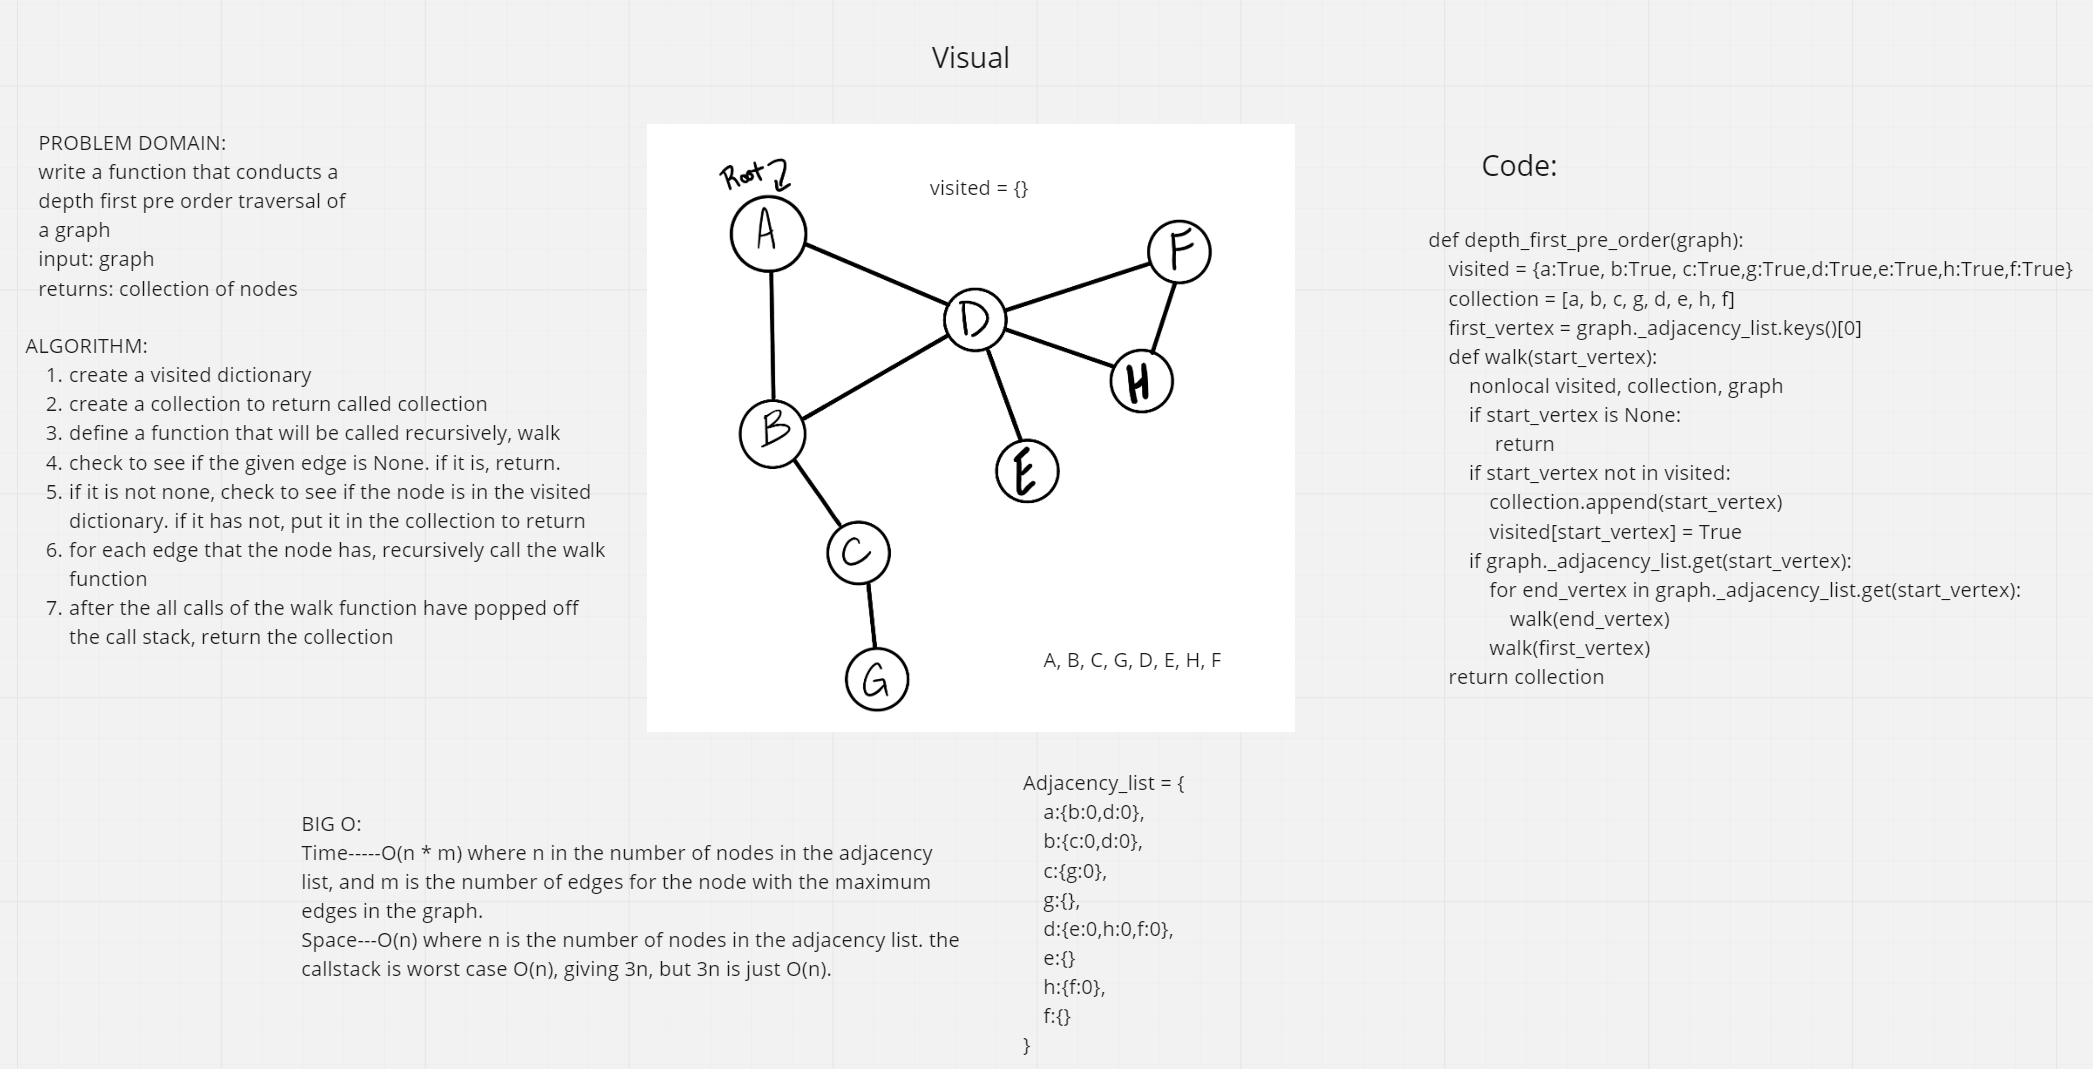 Visual
PROBLEM DOMAIN:
write a function that conducts a
depth first pre order traversal of
a graph
input: graph
returns: collection of nodes
ALGORITHM:
1. create a visited dictionary
2. create a collection to return called collection
3. define a function that will be called recursively, walk
4. check to see if the given edge is None. if it is, return.
5. if it is not none, check to see if the node is in the visited
dictionary. if it has not, put it in the collection to return
6. for each edge that the node has, recursively call the walk
function
7. after the all calls of the walk function have popped off
the call stack, return the collection
Root
visited = {}
A
F
D
H
B
E
C
G
A, B, C, G, D, E, H, F
Code:
def depth_first_pre_order(graph):
visited = {a:True, b:True, c:True,g:True,d:True,e:True,h:True,f:True}
collection = [a, b, c, g, d, e, h, f]
first_vertex = graph._adjacency_list.keys()[0]
def walk(start_vertex):
nonlocal visited, collection, graph
if start_vertex is None:
return
if start_vertex not in visited:
collection.append(start_vertex)
visited[start_vertex] = True
if graph._adjacency_list.get(start_vertex):
for end_vertex in graph._adjacency_list.get(start_vertex):
walk(end_vertex)
walk(first_vertex)
return collection
BIG O:
Time-----O(n * m) where n in the number of nodes in the adjacency
list, and m is the number of edges for the node with the maximum
edges in the graph.
Space---O(n) where n is the number of nodes in the adjacency list. the
callstack is worst case O(n), giving 3n, but 3n is just O(n).
Adjacency_list = {
a:{b:0,d:0},
b:{c:0,d:0},
c:{g:0},
g:{},
d:{e:0,h:0,f:0},
e:{}
h:{f:0},
f:{}
}